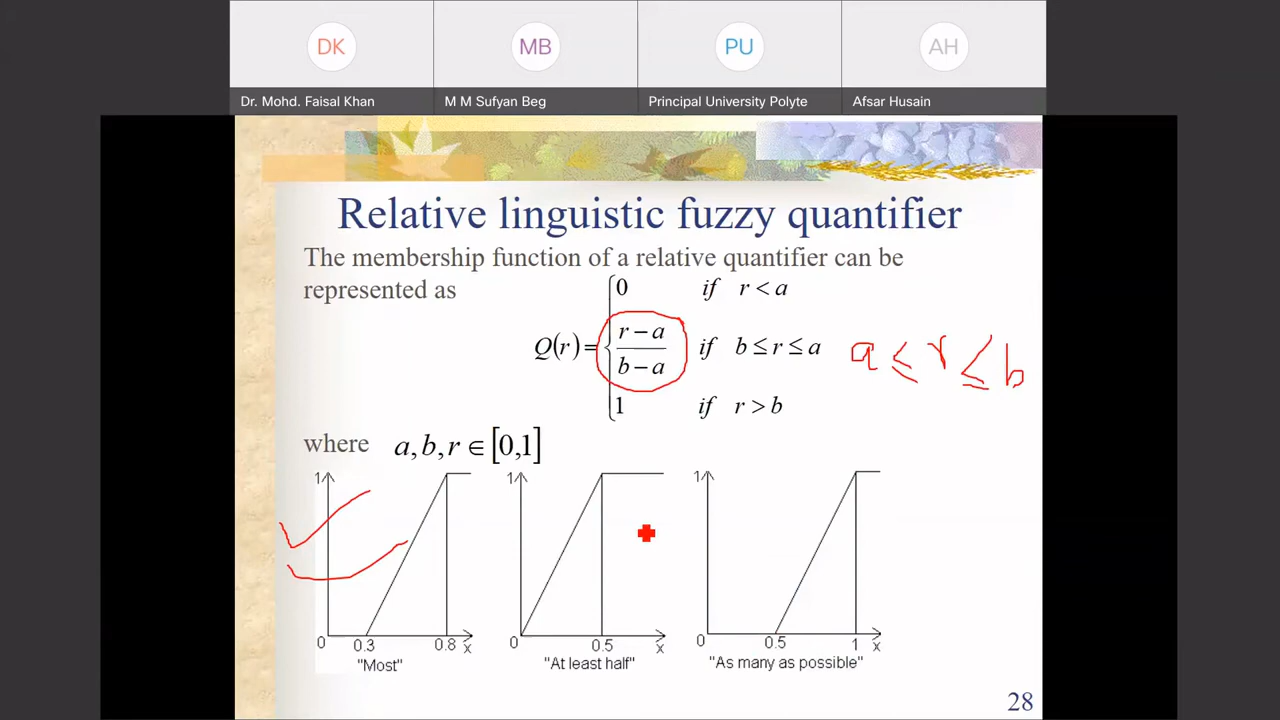 DK MB PU AH
Dr. Mohd. Faisal Khan M M Sufyan Beg Principal University Polyte Afsar Husain
Relative linguistic fuzzy quantifier
The membership function of a relative quantifier can be
represented as
0 if r < a
Q(r) = r − a / b − a if b ≤ r ≤ a a ≤ r ≤ b
1 if r > b
where a, b, r ∈ [0,1]
1 1 1
0 0.3 0.8 x 0 0.5 x 0 0.5 1 x
"Most" "At least half" "As many as possible"
28